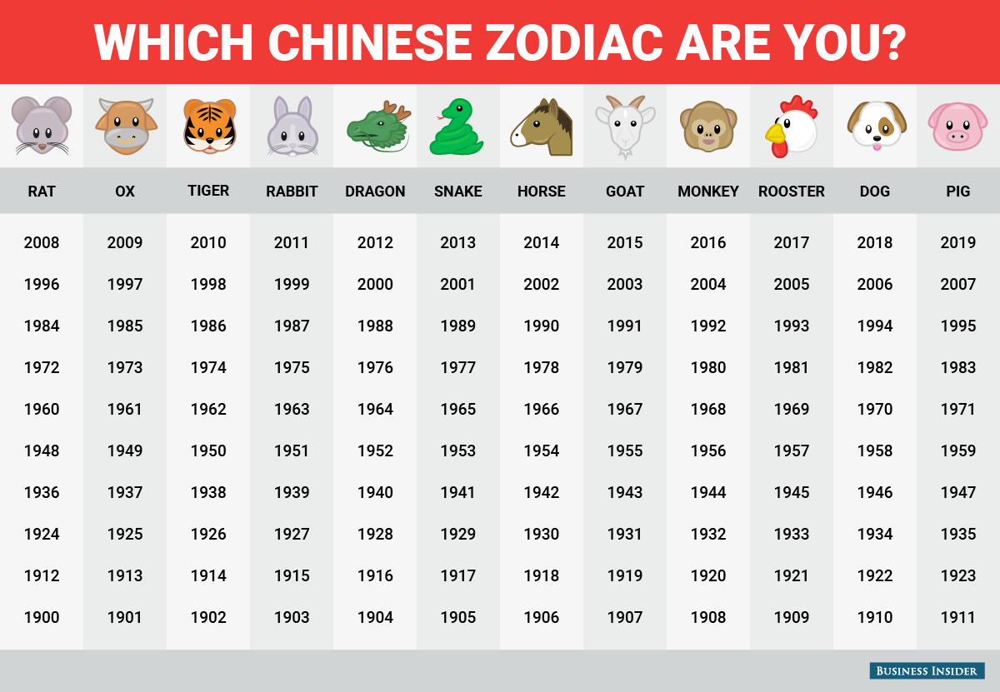 WHICH CHINESE ZODIAC ARE YOU?
RAT OX TIGER RABBIT DRAGON SNAKE HORSE GOAT MONKEY ROOSTER DOG PIG
2008 2009 2010 2011 2012 2013 2014 2015 2016 2017 2018 2019
1996 1997 1998 1999 2000 2001 2002 2003 2004 2005 2006 2007
1984 1985 1986 1987 1988 1989 1990 1991 1992 1993 1994 1995
1972 1973 1974 1975 1976 1977 1978 1979 1980 1981 1982 1983
1960 1961 1962 1963 1964 1965 1966 1967 1968 1969 1970 1971
1948 1949 1950 1951 1952 1953 1954 1955 1956 1957 1958 1959
1936 1937 1938 1939 1940 1941 1942 1943 1944 1945 1946 1947
1924 1925 1926 1927 1928 1929 1930 1931 1932 1933 1934 1935
1912 1913 1914 1915 1916 1917 1918 1919 1920 1921 1922 1923
1900 1901 1902 1903 1904 1905 1906 1907 1908 1909 1910 1911
BUSINESS INSIDER